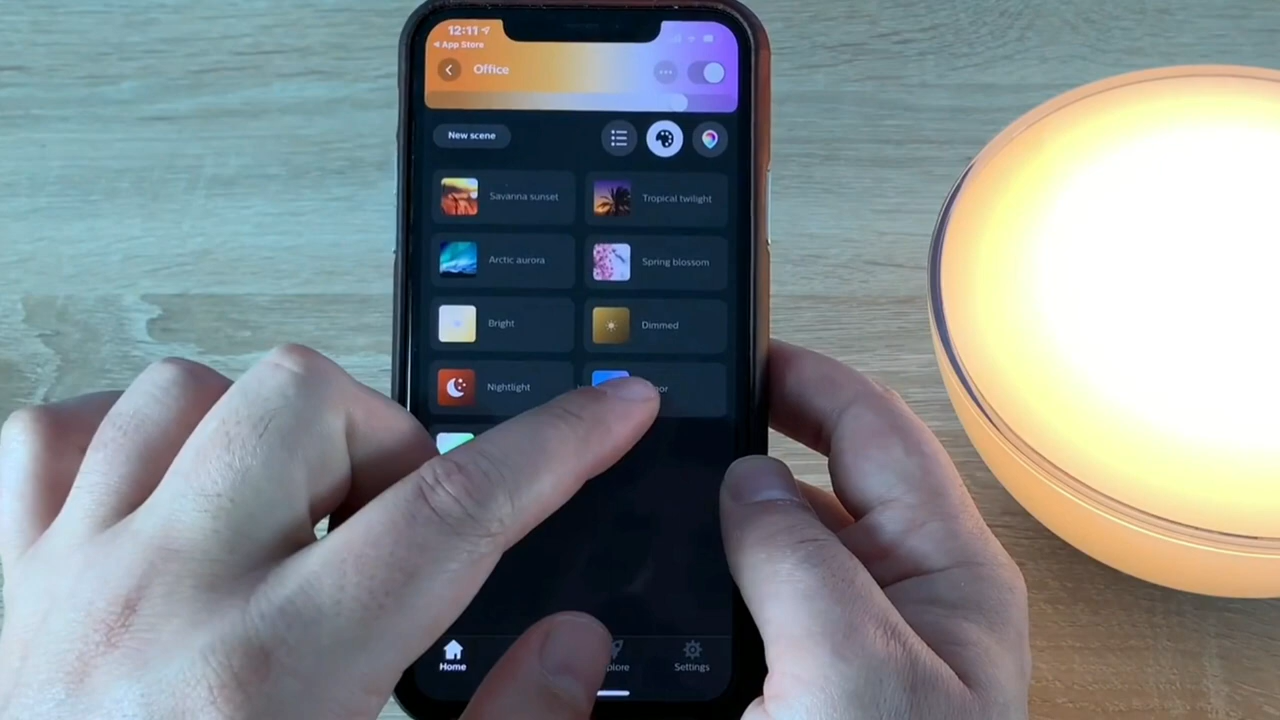 12:11
App Store
Office
New scene
Savanna sunset
Tropical twilight
Arctic aurora
Spring blossom
Bright
Dimmed
Nightlight
Home
Settings